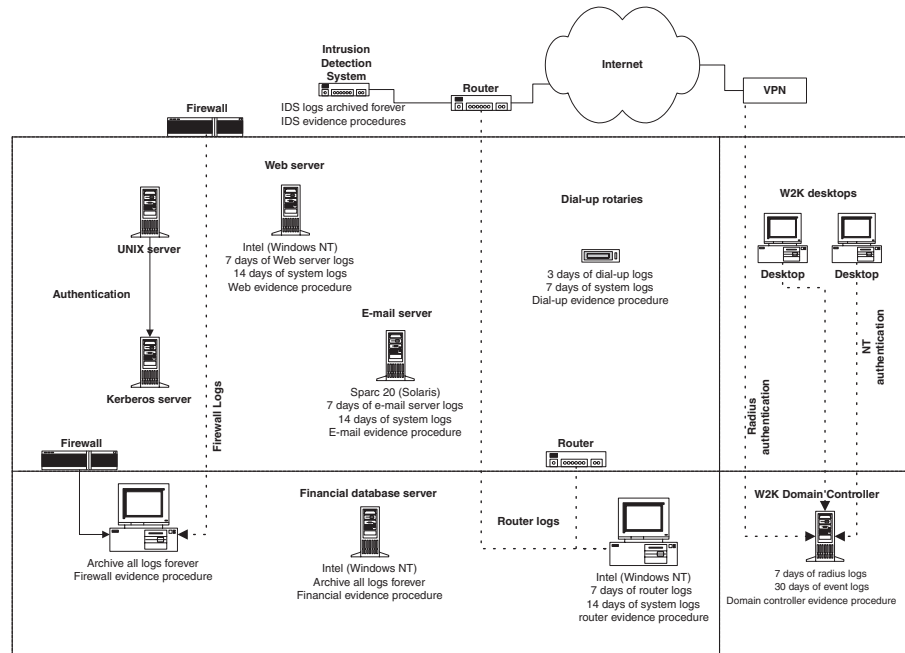 Intrusion
Detection
System
IDS logs archived forever
IDS evidence procedures
Router
Internet
VPN
Firewall
Web server
Intel (Windows NT)
7 days of Web server logs
14 days of system logs
Web evidence procedure
UNIX server
Authentication
Kerberos server
Firewall Logs
E-mail server
Sparc 20 (Solaris)
7 days of e-mail server logs
14 days of system logs
E-mail evidence procedure
Dial-up rotaries
3 days of dial-up logs
7 days of system logs
Dial-up evidence procedure
W2K desktops
Desktop
Desktop
Radius
authentication
NT
authentication
Firewall
Archive all logs forever
Firewall evidence procedure
Financial database server
Intel (Windows NT)
Archive all logs forever
Financial evidence procedure
Router
Router logs
Intel (Windows NT)
7 days of router logs
14 days of system logs
router evidence procedure
W2K Domain Controller
7 days of radius logs
30 days of event logs
Domain controller evidence procedure